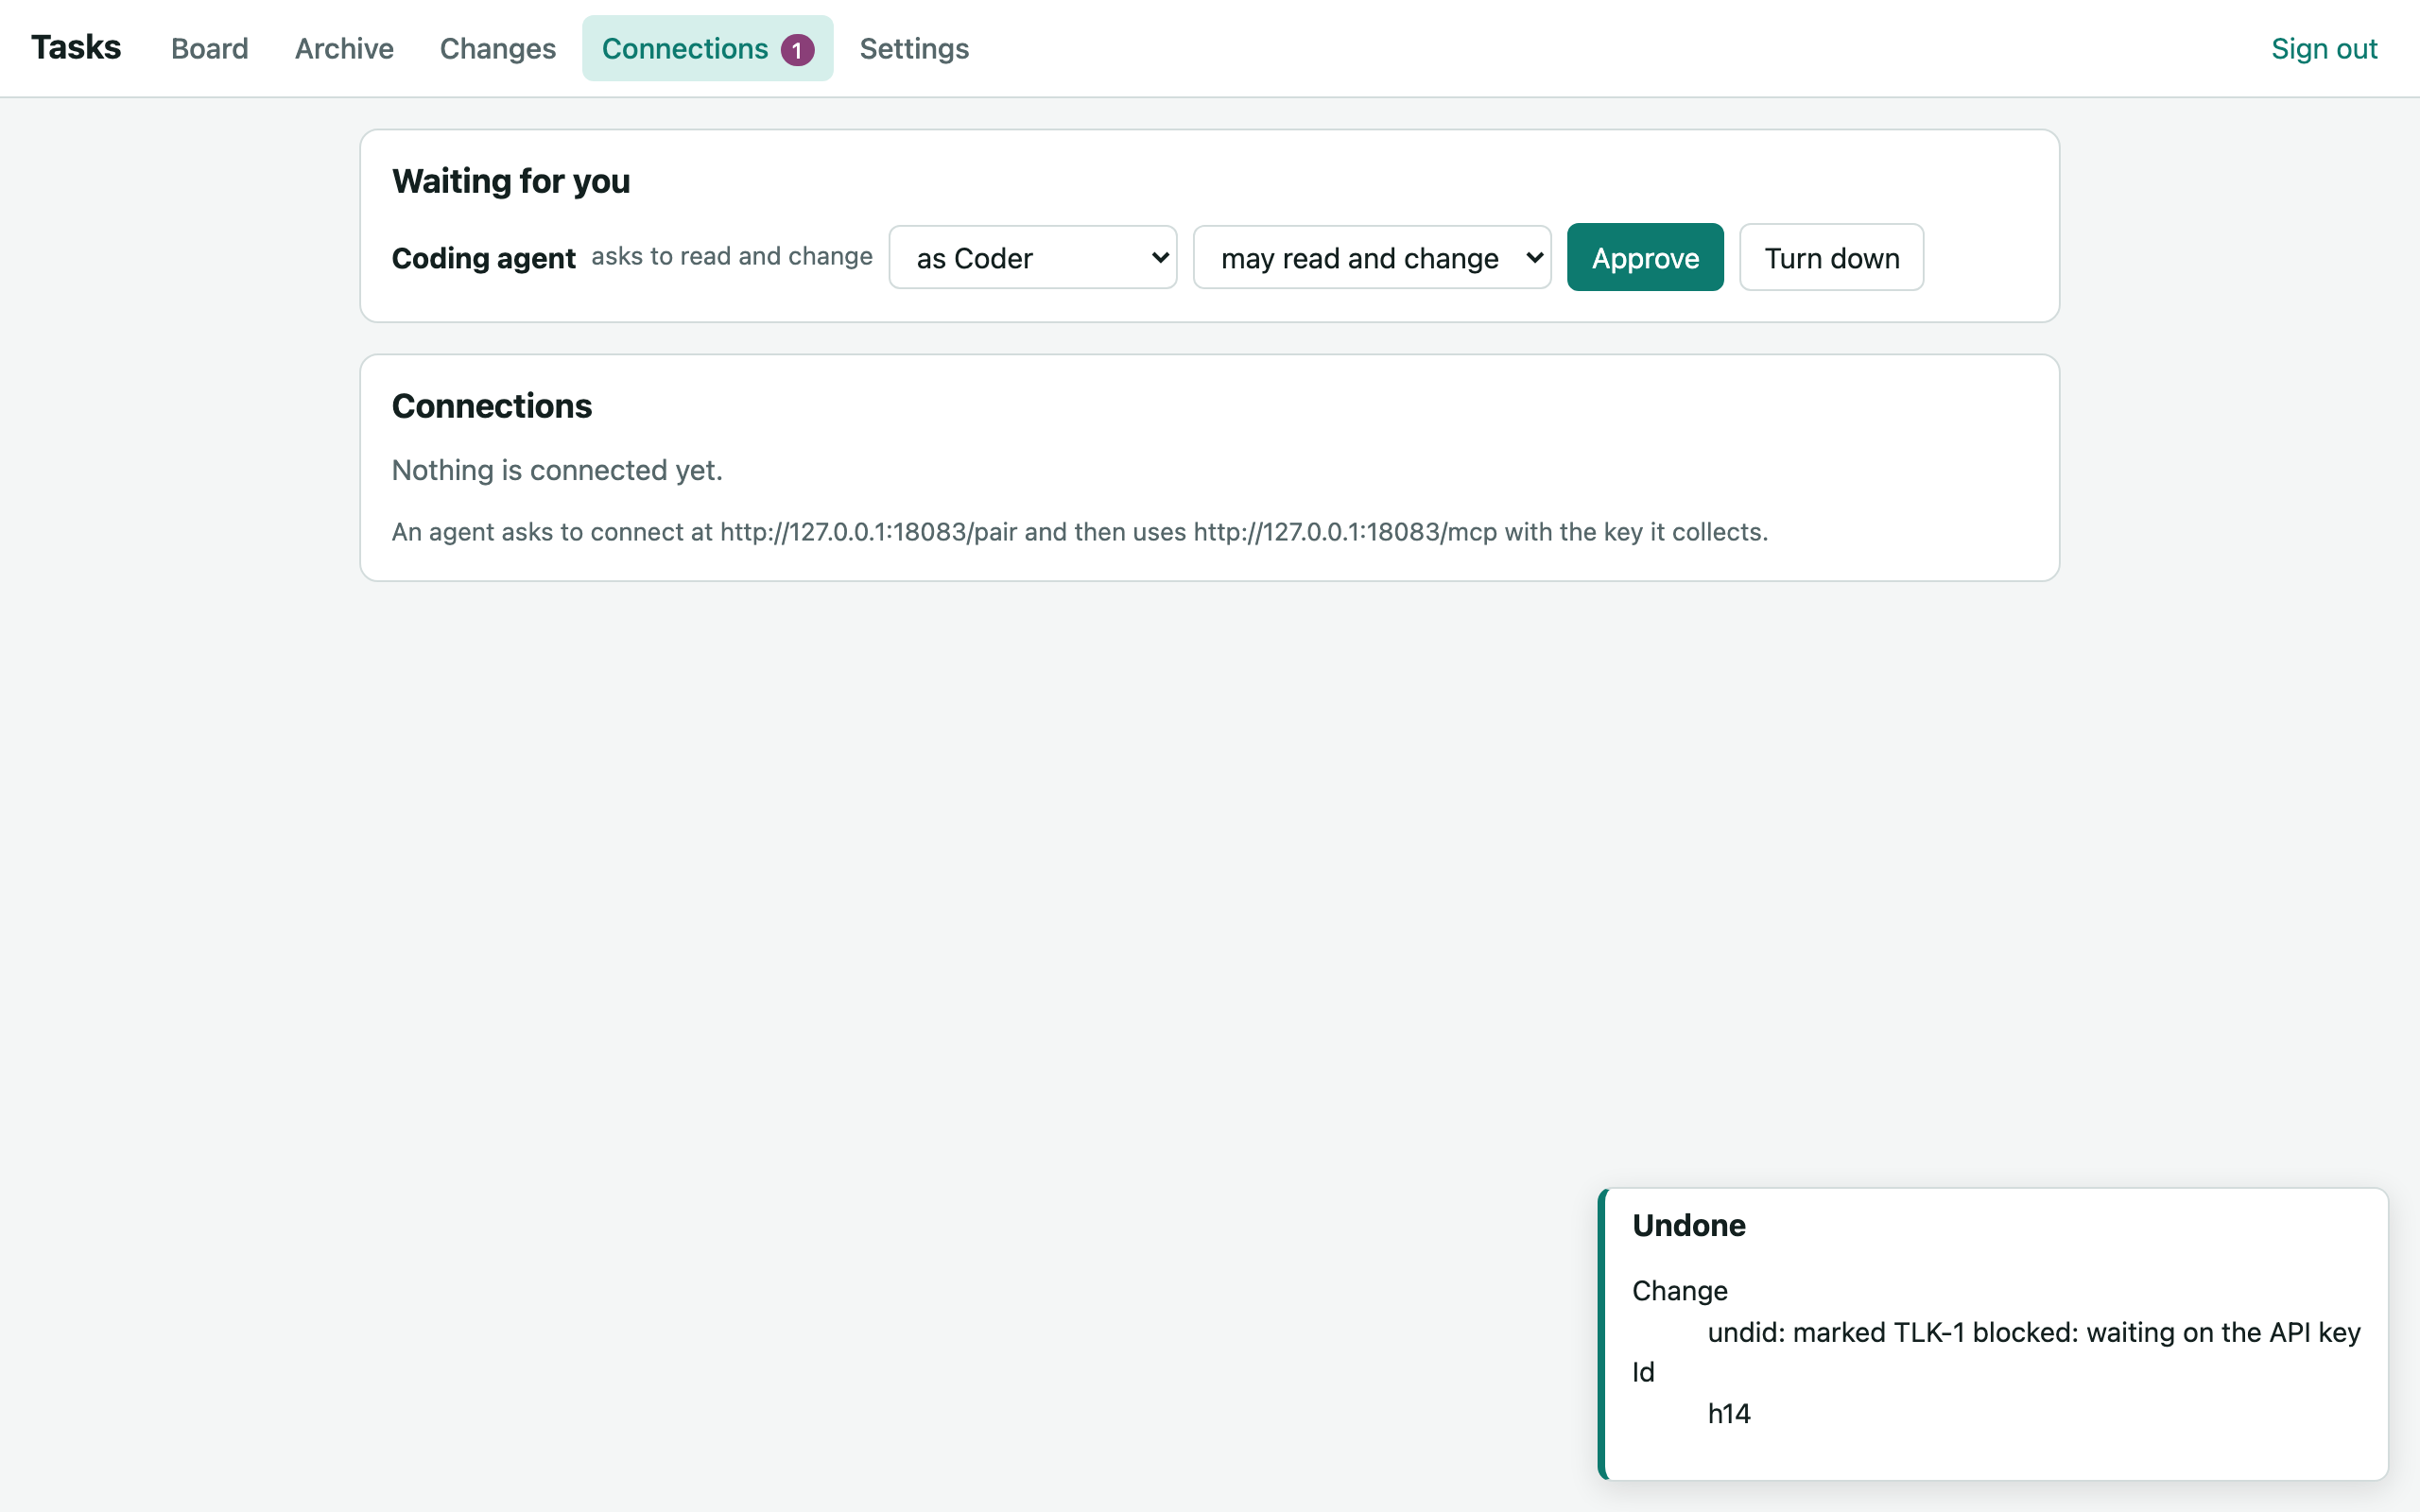 Tasks Board Archive Changes Connections 1 Settings Sign out
Waiting for you
Coding agent asks to read and change as Coder may read and change Approve Turn down
Connections
Nothing is connected yet.
An agent asks to connect at http://127.0.0.1:18083/pair and then uses http://127.0.0.1:18083/mcp with the key it collects.
Undone
Change
undid: marked TLK-1 blocked: waiting on the API key
Id
h14